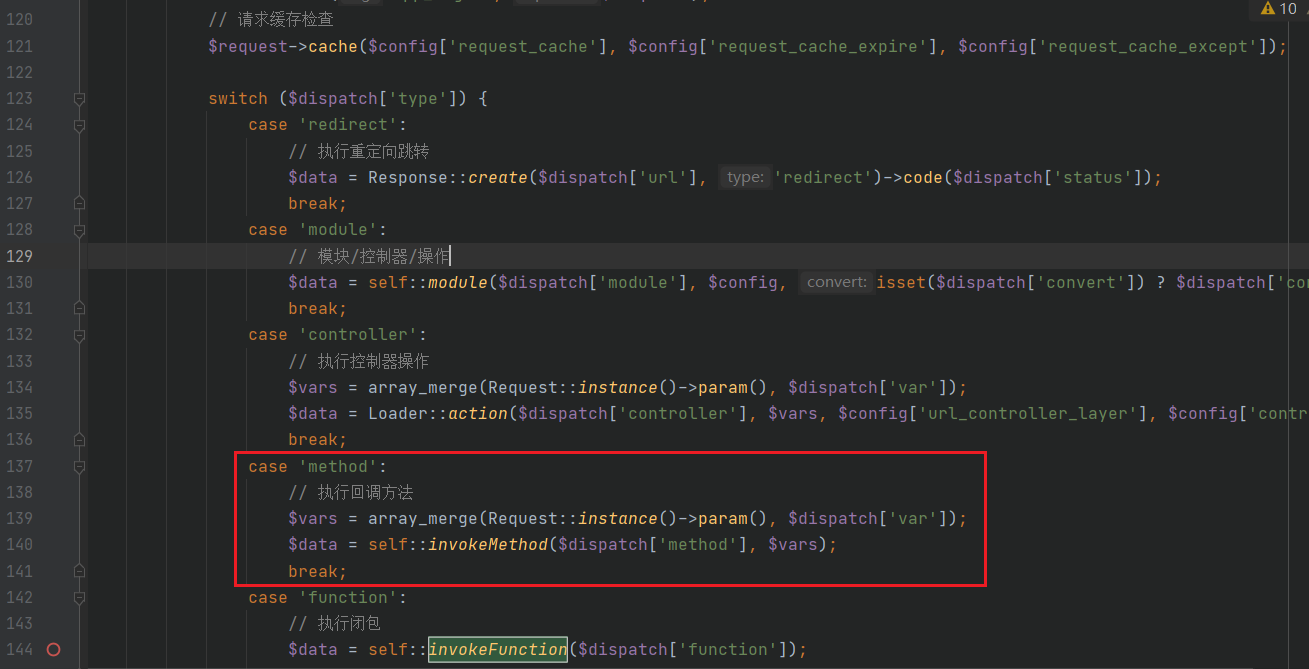 120 // 请求缓存检查
10
121 $request->cache($config['request_cache'], $config['request_cache_expire'], $config['request_cache_except']);
122
123 switch ($dispatch['type']) {
124 case 'redirect':
125 // 执行重定向跳转
126 $data = Response::create($dispatch['url'], type: 'redirect')->code($dispatch['status']);
127 break;
128 case 'module':
129 // 模块/控制器/操作
130 $data = self::module($dispatch['module'], $config, convert: isset($dispatch['convert']) ? $dispatch['con
131 break;
132 case 'controller':
133 // 执行控制器操作
134 $vars = array_merge(Request::instance()->param(), $dispatch['var']);
135 $data = Loader::action($dispatch['controller'], $vars, $config['url_controller_layer'], $config['contr
136 break;
137 case 'method':
138 // 执行回调方法
139 $vars = array_merge(Request::instance()->param(), $dispatch['var']);
140 $data = self::invokeMethod($dispatch['method'], $vars);
141 break;
142 case 'function':
143 // 执行闭包
144 $data = self::invokeFunction($dispatch['function']);